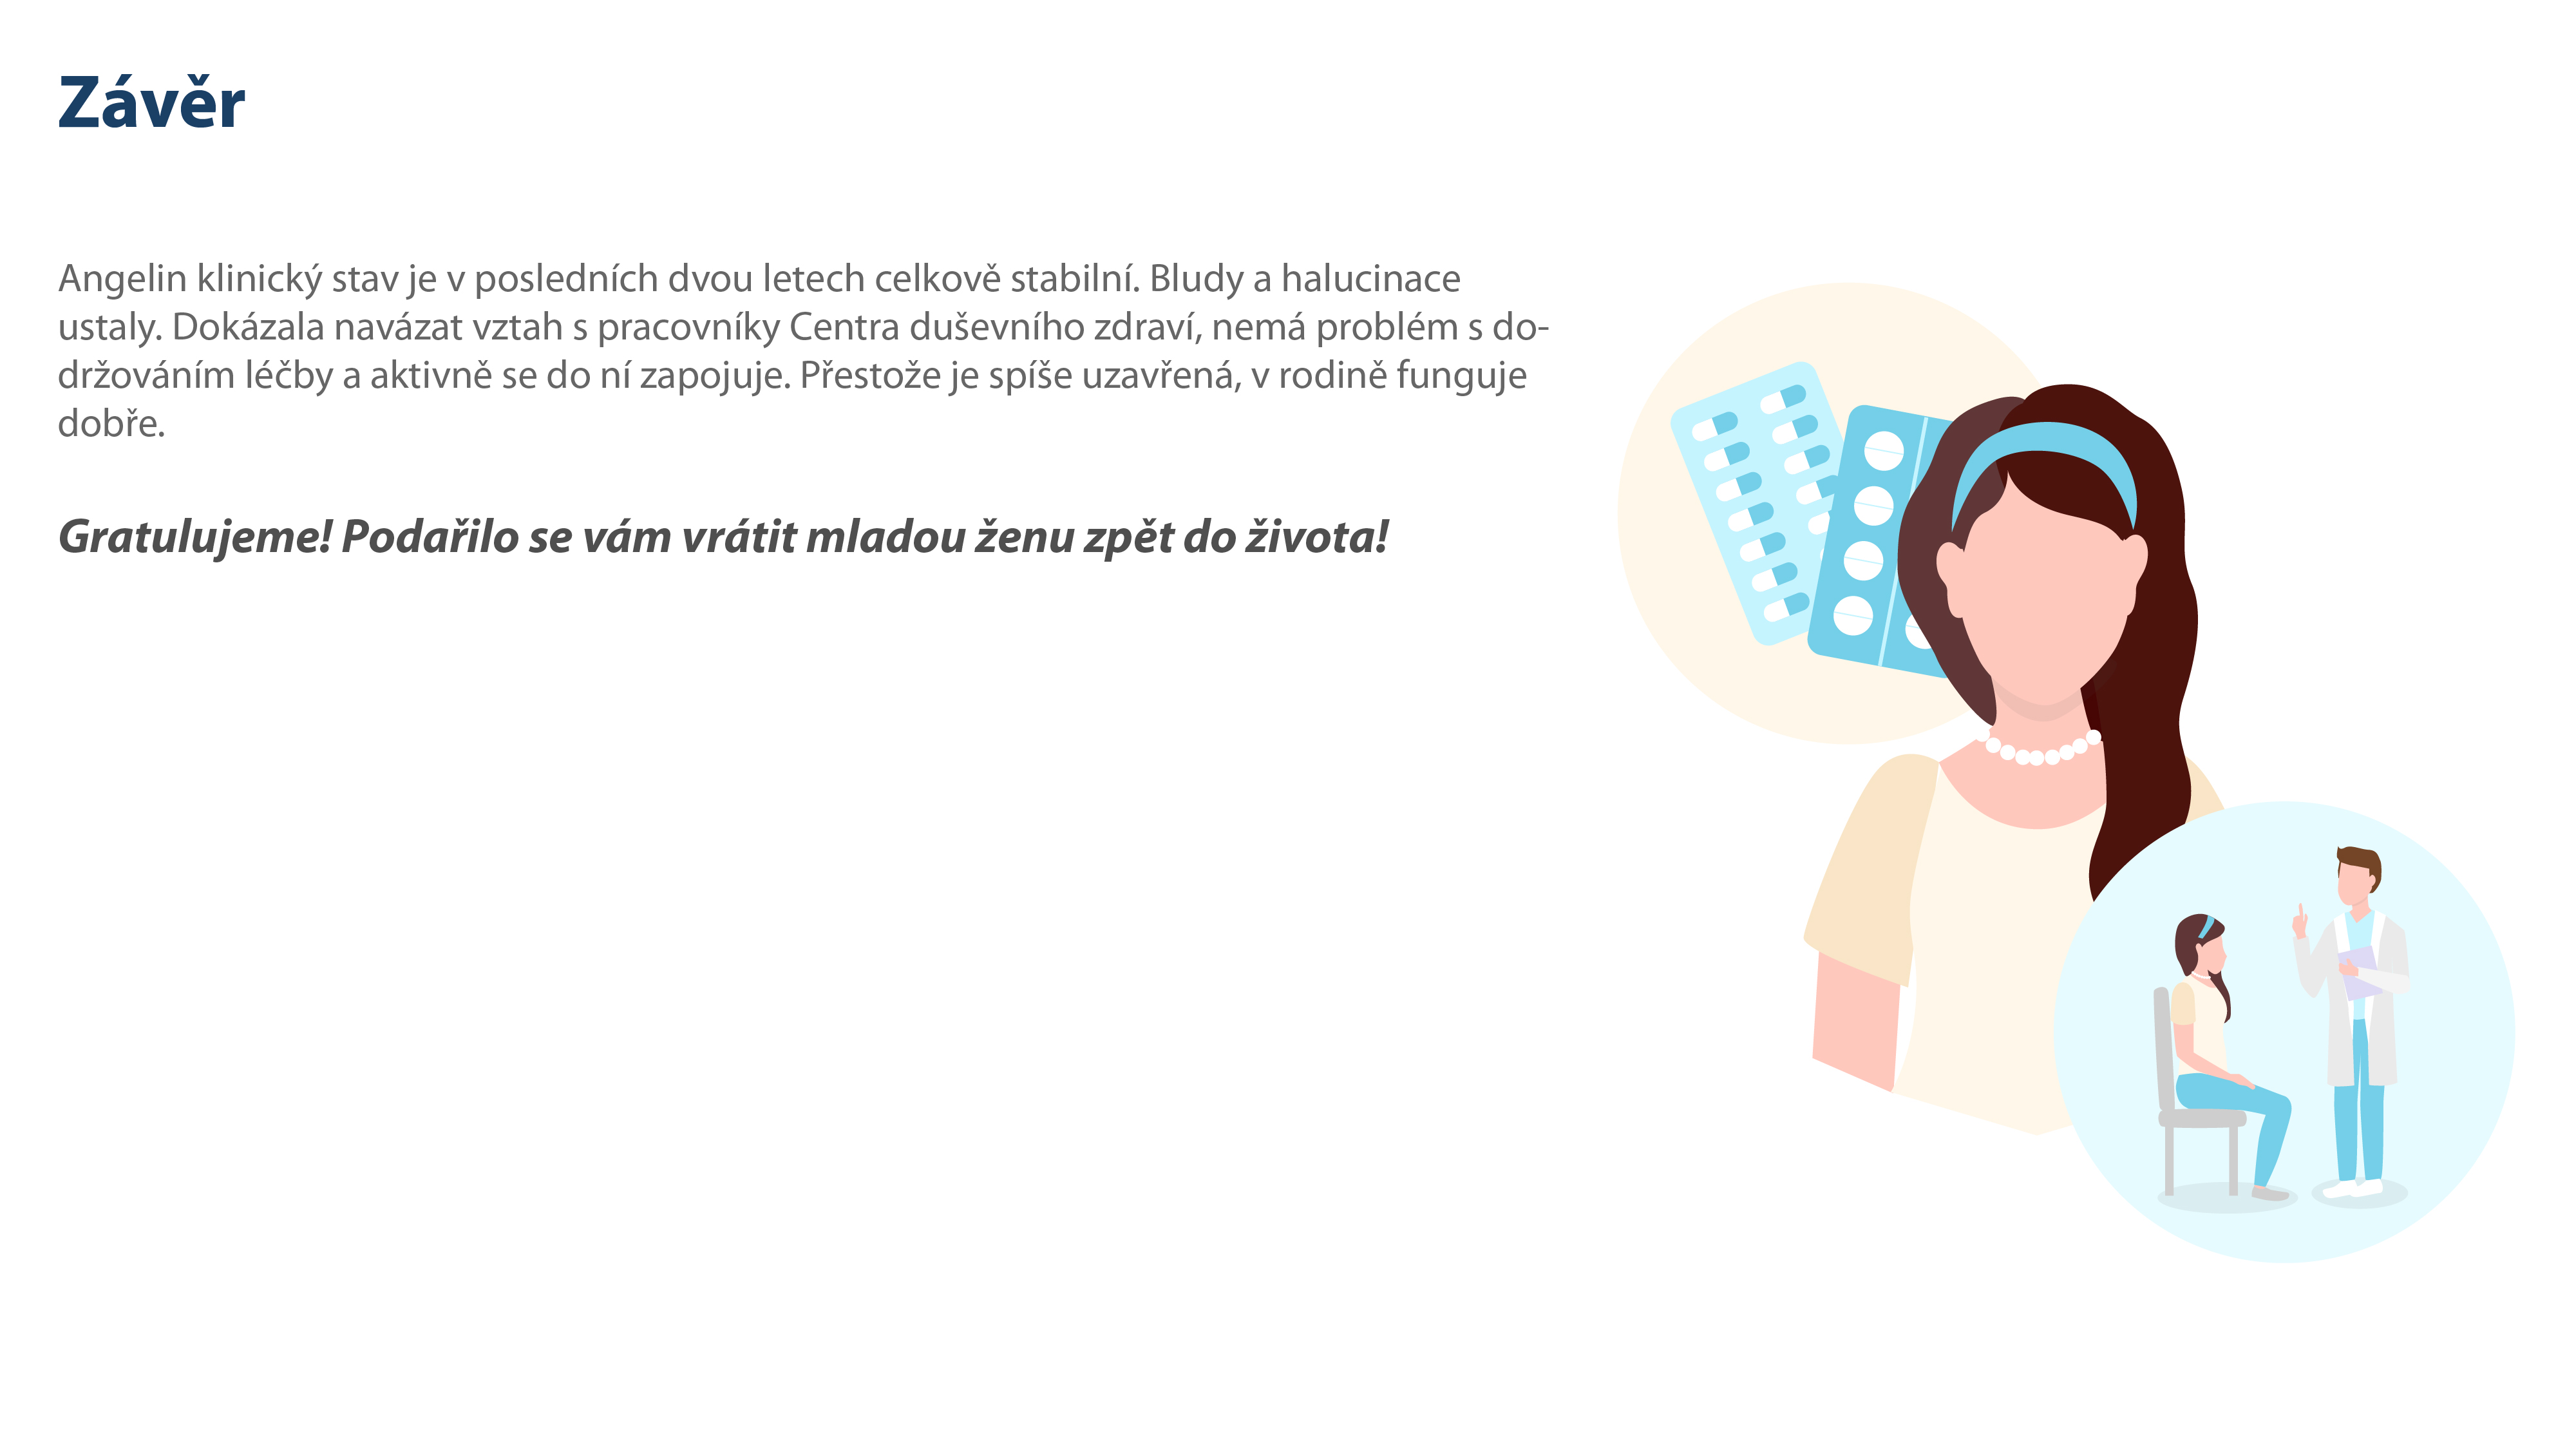 Závěr
Angelin klinický stav je v posledních dvou letech celkově stabilní. Bludy a halucinace
ustaly. Dokázala navázat vztah s pracovníky Centra duševního zdraví, nemá problém s do-
držováním léčby a aktivně se do ní zapojuje. Přestože je spíše uzavřená, v rodině funguje
dobře.
Gratulujeme! Podařilo se vám vrátit mladou ženu zpět do života!